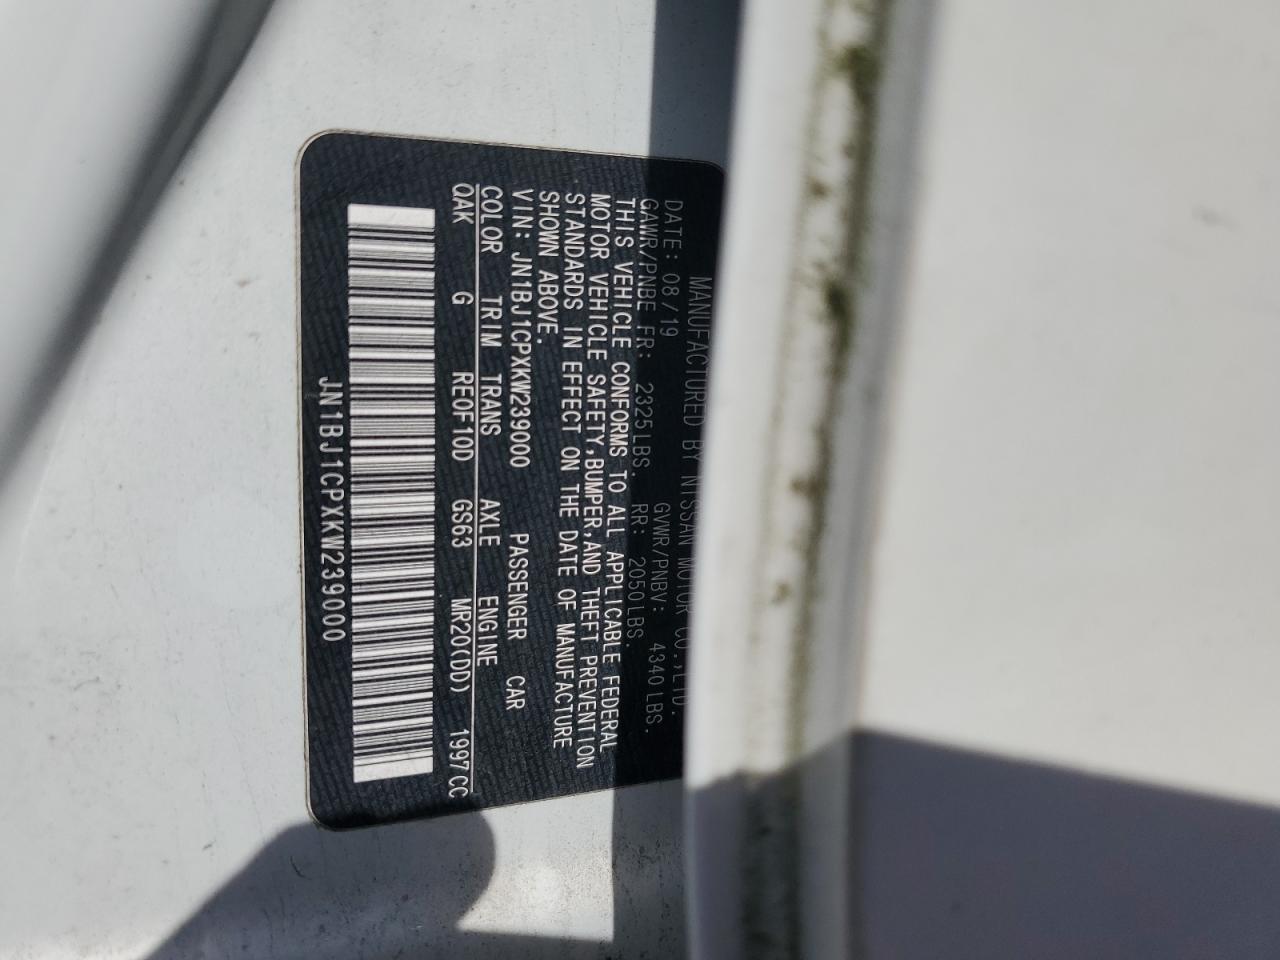 MANUFACTURED BY NISSAN MOTOR CO.,LTD.
DATE: 08/19 GVWR/PNBV: 4340LBS.
GAWR/PNBE FR: 2325LBS. RR: 2050LBS.
THIS VEHICLE CONFORMS TO ALL APPLICABLE FEDERAL
MOTOR VEHICLE SAFETY,BUMPER,AND THEFT PREVENTION
STANDARDS IN EFFECT ON THE DATE OF MANUFACTURE
SHOWN ABOVE.
VIN: JN1BJ1CPXKW239000 PASSENGER CAR
COLOR TRIM TRANS AXLE ENGINE
QAK G RE0F10D GS63 MR20(DD) 1997CC
JN1BJ1CPXKW239000